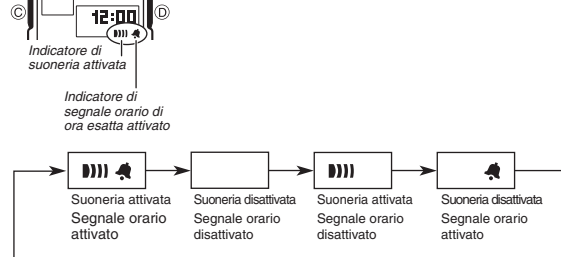 C
12:00
D
Indicatore di
suoneria attivata
Indicatore di
segnale orario di
ora esatta attivato
Suoneria attivata
Segnale orario
attivato
Suoneria disattivata
Segnale orario
disattivato
Suoneria attivata
Segnale orario
disattivato
Suoneria disattivata
Segnale orario
attivato